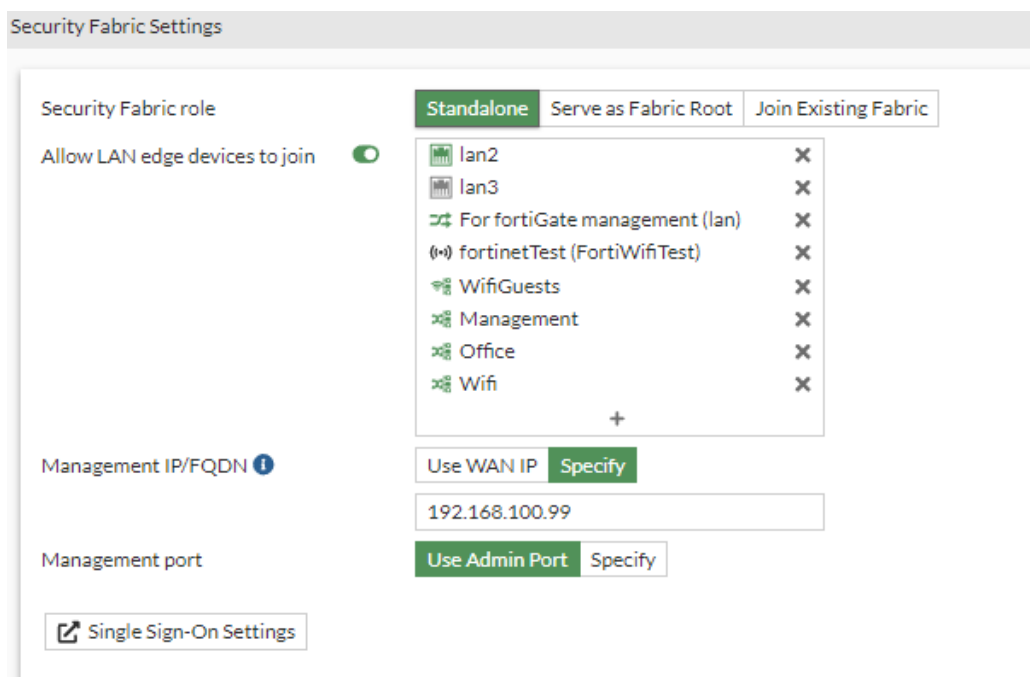 Security Fabric Settings
Security Fabric role Standalone Serve as Fabric Root Join Existing Fabric
Allow LAN edge devices to join lan2
lan3
For fortiGate management (lan)
fortinetTest (FortiWifiTest)
WifiGuests
Management
Office
Wifi
+
Management IP/FQDN Use WAN IP Specify
192.168.100.99
Management port Use Admin Port Specify
Single Sign-On Settings